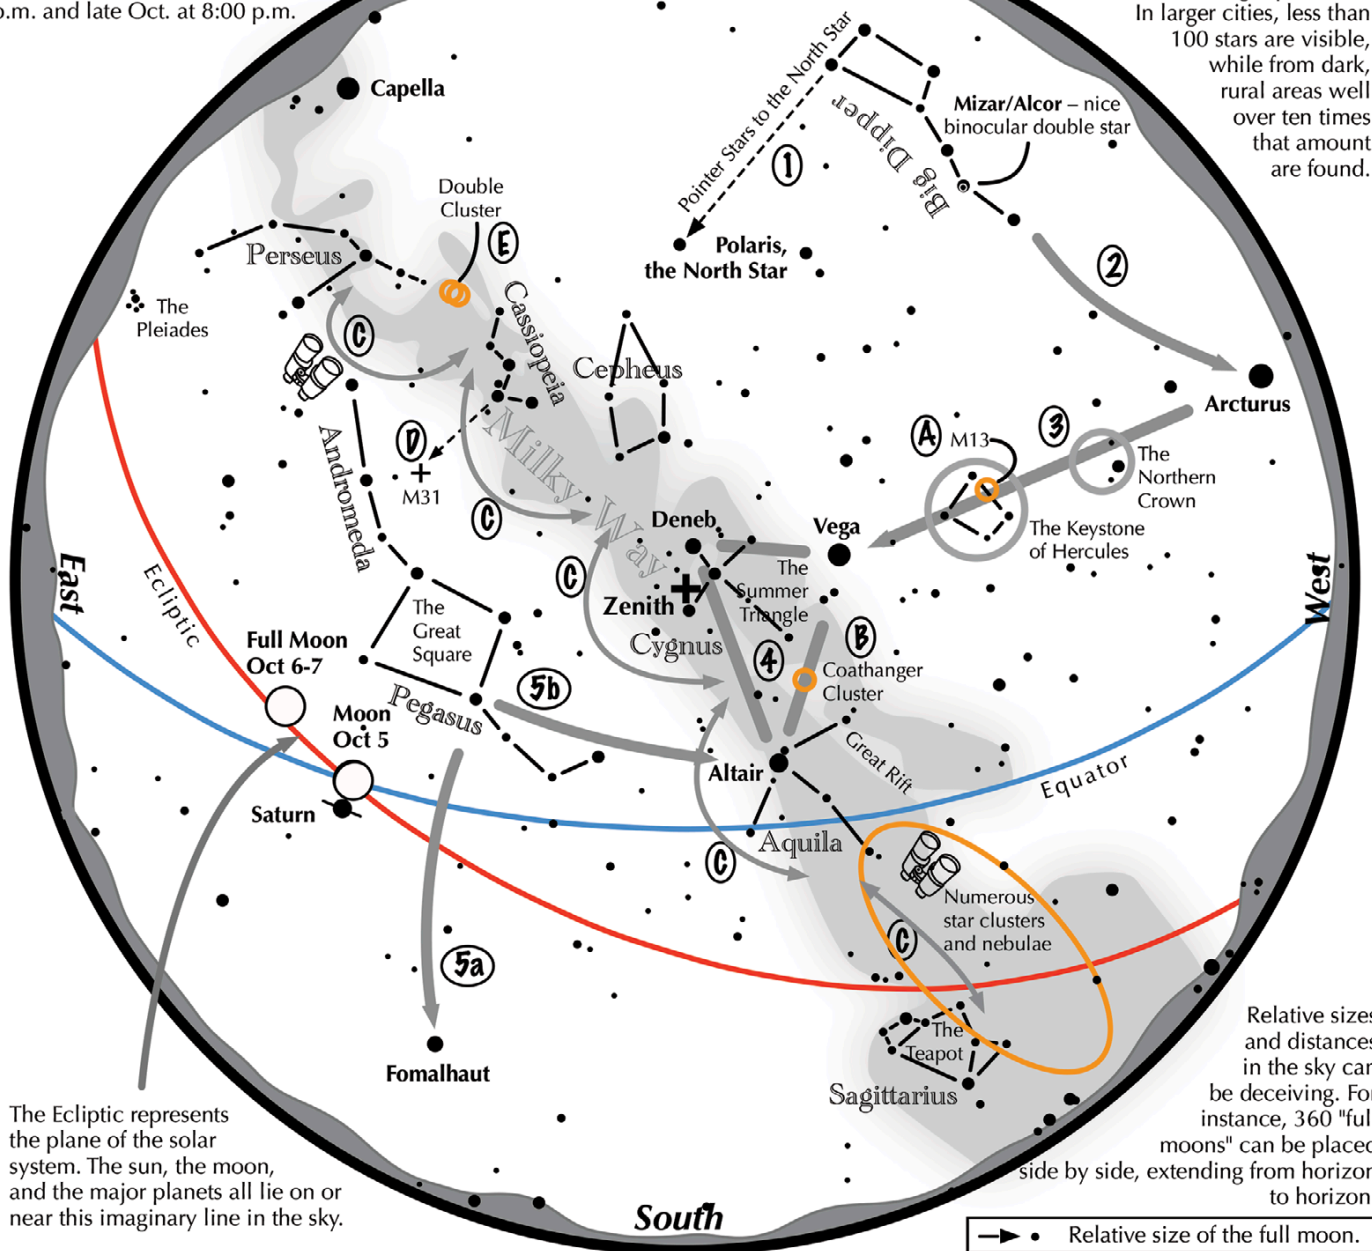 p.m. and late Oct. at 8:00 p.m.
In larger cities, less than
100 stars are visible,
while from dark,
rural areas well
over ten times
that amount
are found.
Capella
Pointer Stars to the North Star
1
Big Dipper
Mizar/Alcor – nice
binocular double star
Double
Cluster
E
Perseus
Polaris,
the North Star
2
The
Pleiades
C
Cassiopeia
Cepheus
Arcturus
Andromeda
D
M31
Milky Way
C
A
M13
3
The
Northern
Crown
The Keystone
of Hercules
Deneb
Vega
C
Zenith
The
Summer
Triangle
Cygnus
East
Ecliptic
West
The
Great
Square
Full Moon
Oct 6-7
Pegasus
5b
4
B
Coathanger
Cluster
Moon
Oct 5
Saturn
Altair
Great Rift
Equator
Aquila
C
Numerous
star clusters
and nebulae
C
5a
Fomalhaut
The
Teapot
Sagittarius
The Ecliptic represents
the plane of the solar
system. The sun, the moon,
and the major planets all lie on or
near this imaginary line in the sky.
Relative sizes
and distances
in the sky can
be deceiving. For
instance, 360 "full
moons" can be placed
side by side, extending from horizon
to horizon
South
Relative size of the full moon.